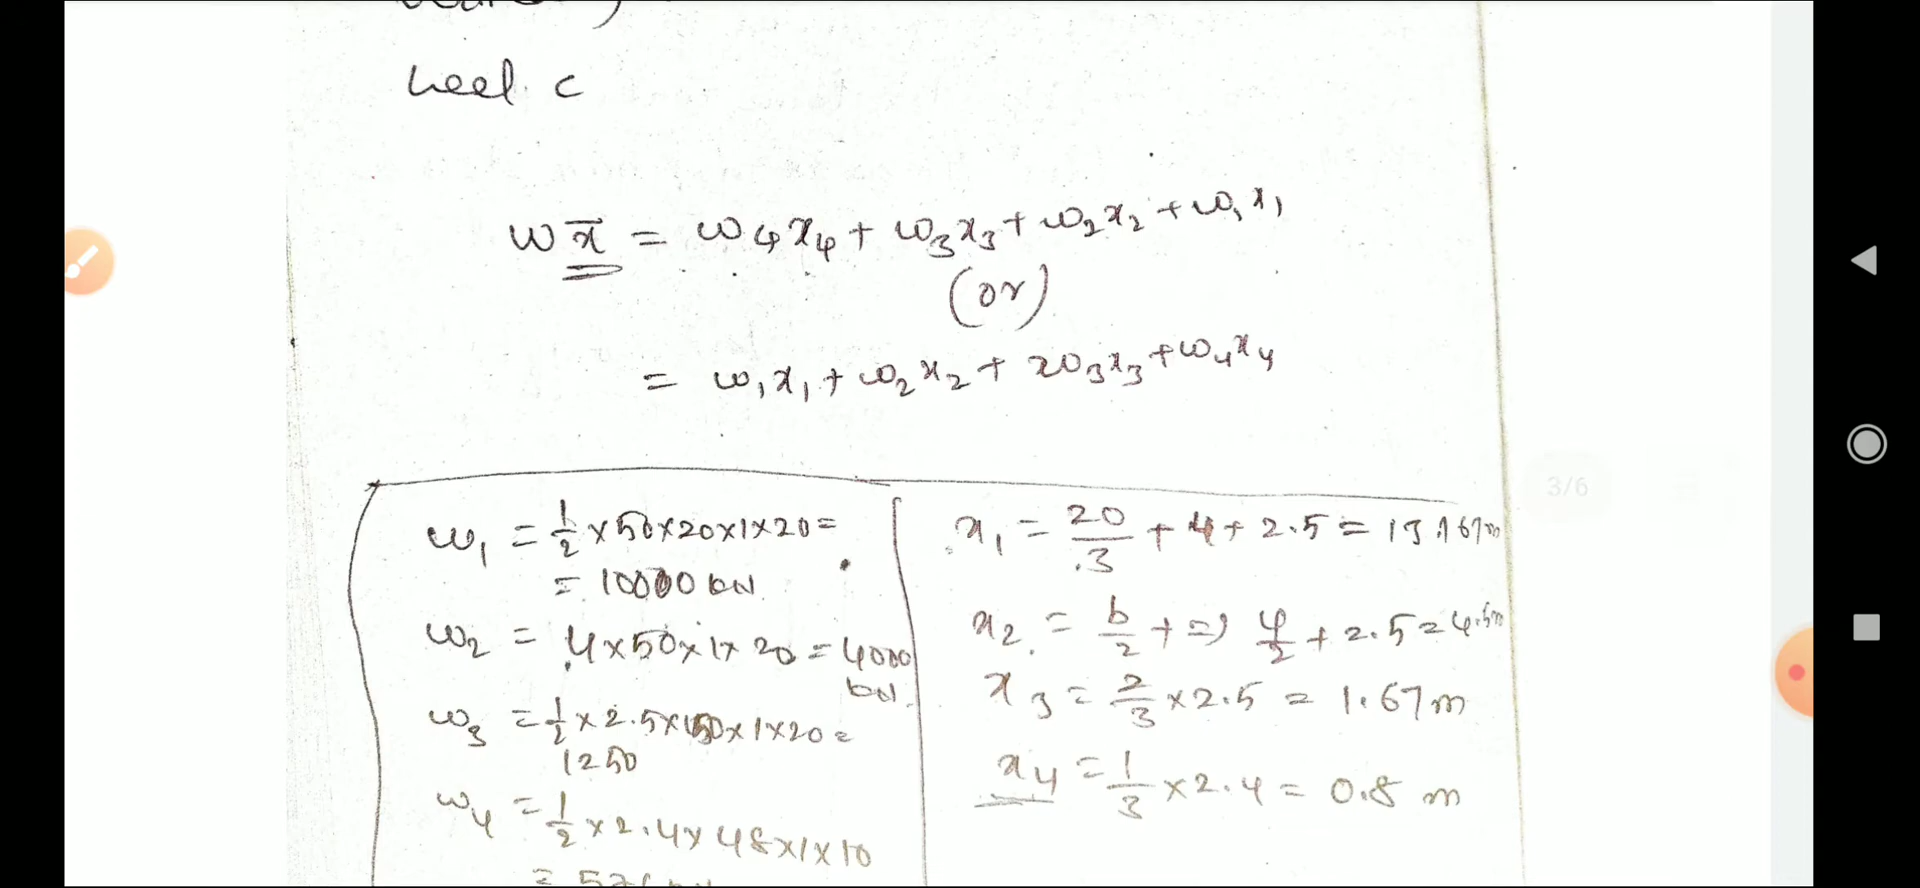 heel. c
W x̄ = w4x4 + w3x3 + w2x2 + w1x1
(or)
= w1x1 + w2x2 + w3x3 + w4x4
3/6
w1 = 1/2 × 50×20×1×20 =
= 10000 kN
w2 = 4×50×1×20 = 4000
kN
w3 = 1/2 × 2.5×50×1×20 =
1250
w4 = 1/2 × 2.4× 48×1×10
x1 = 20/3 + 4 + 2.5 = 13.167m
x2 = b/2 + ⇒ 4/2 + 2.5 = 4.5m
x3 = 2/3 × 2.5 = 1.67m
x4 = 1/3 × 2.4 = 0.8 m